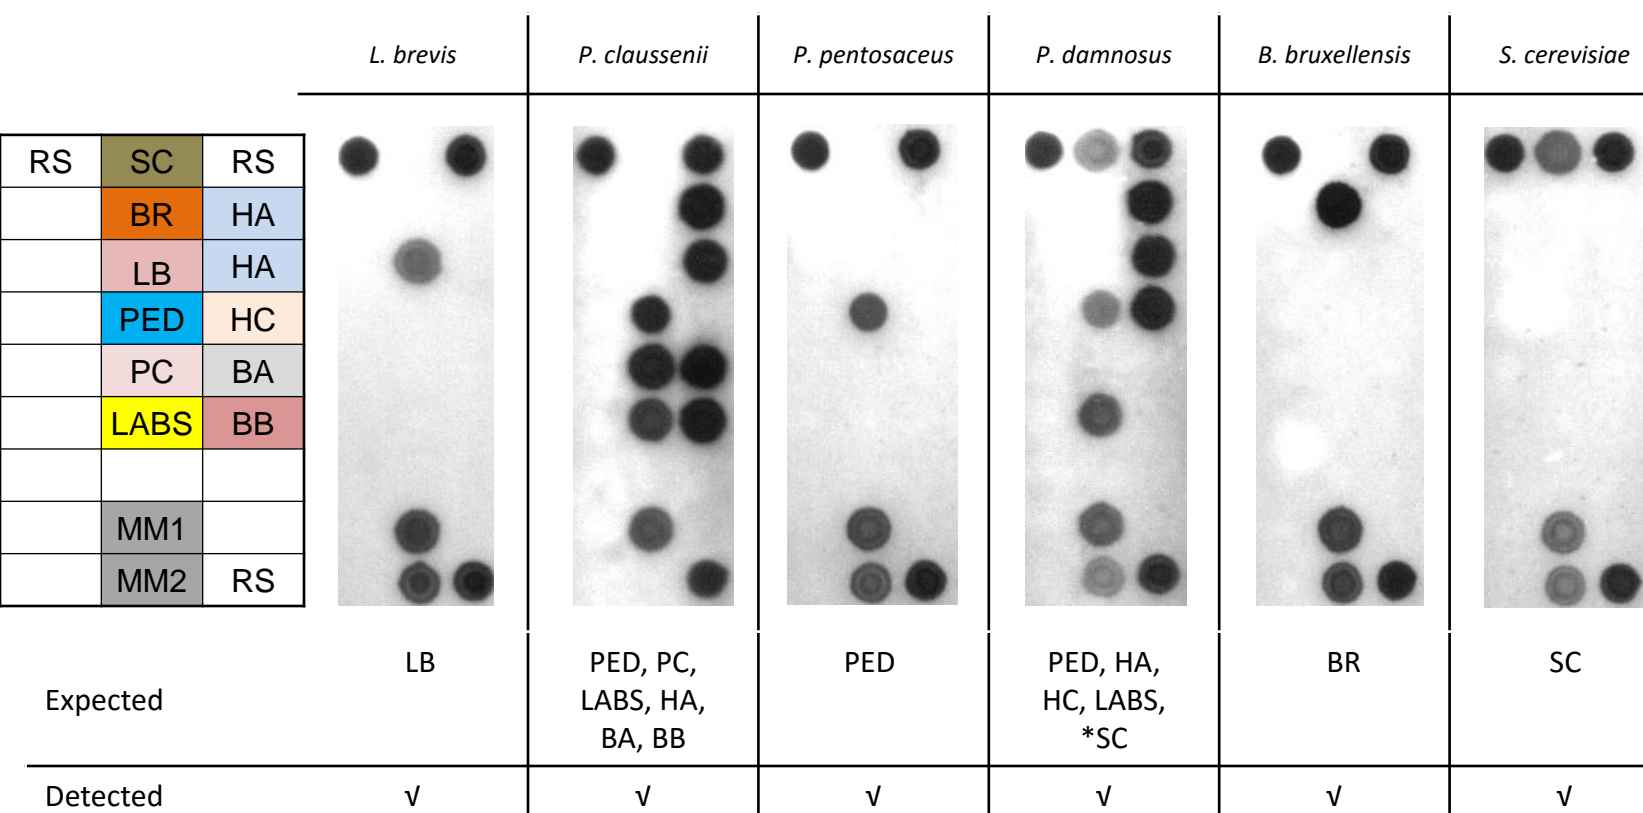 L. brevis P. claussenii P. pentosaceus P. damnosus B. bruxellensis S. cerevisiae
RS SC RS
BR HA
LB HA
PED HC
PC BA
LABS BB
MM1
MM2 RS
Expected
LB
PED, PC,
LABS, HA,
BA, BB
PED
PED, HA,
HC, LABS,
*SC
BR
SC
Detected √ √ √ √ √ √